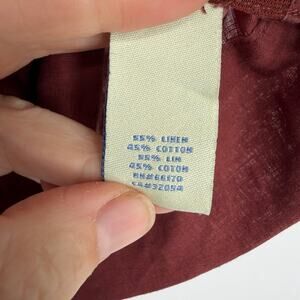 55% LINEN
45% COTTON
55% LIN
45% COTON
RN#66170
CA#32054